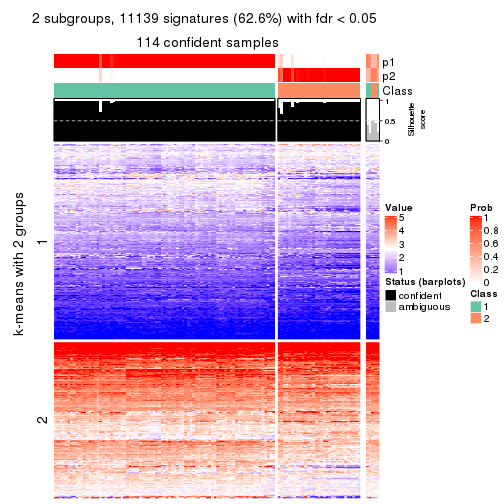 2 subgroups, 11139 signatures (62.6%) with fdr < 0.05
114 confident samples
p1
p2
Class
1
0.5
0
Silhouette
score
k-means with 2 groups
1
2
Value
5
4
3
2
1
Status (barplots)
confident
ambiguous
Prob
1
0.8
0.6
0.4
0.2
0
Class
1
2